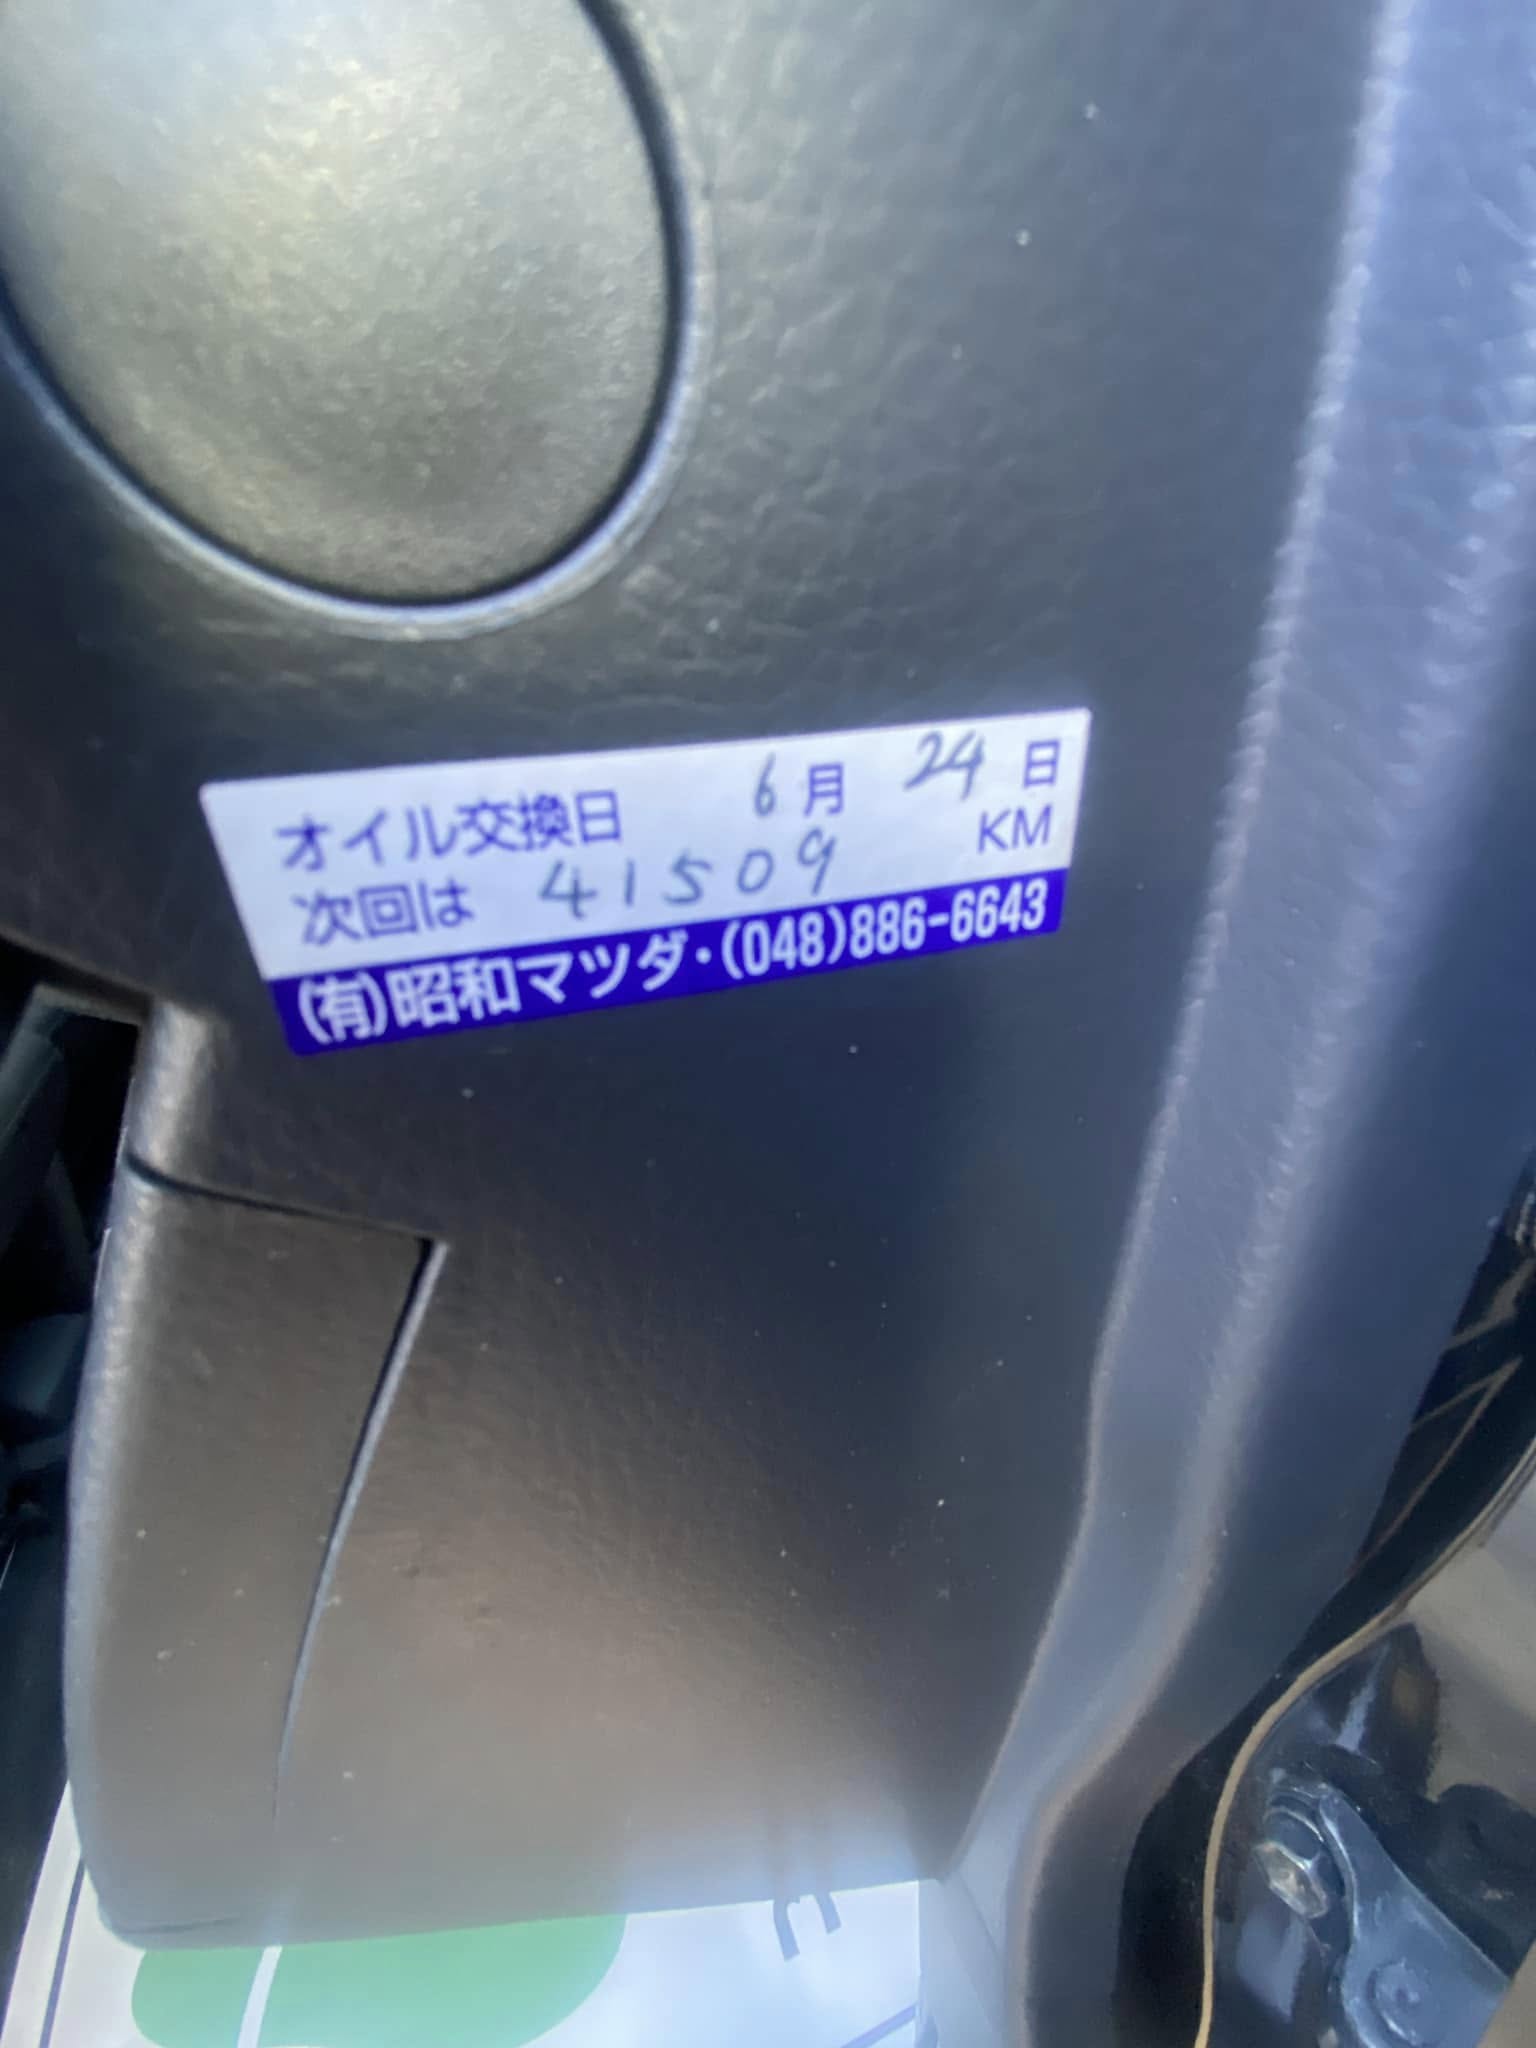 オイル交換日 6月 24日
次回は 41509 KM
(有)昭和マツダ・(048)886-6643